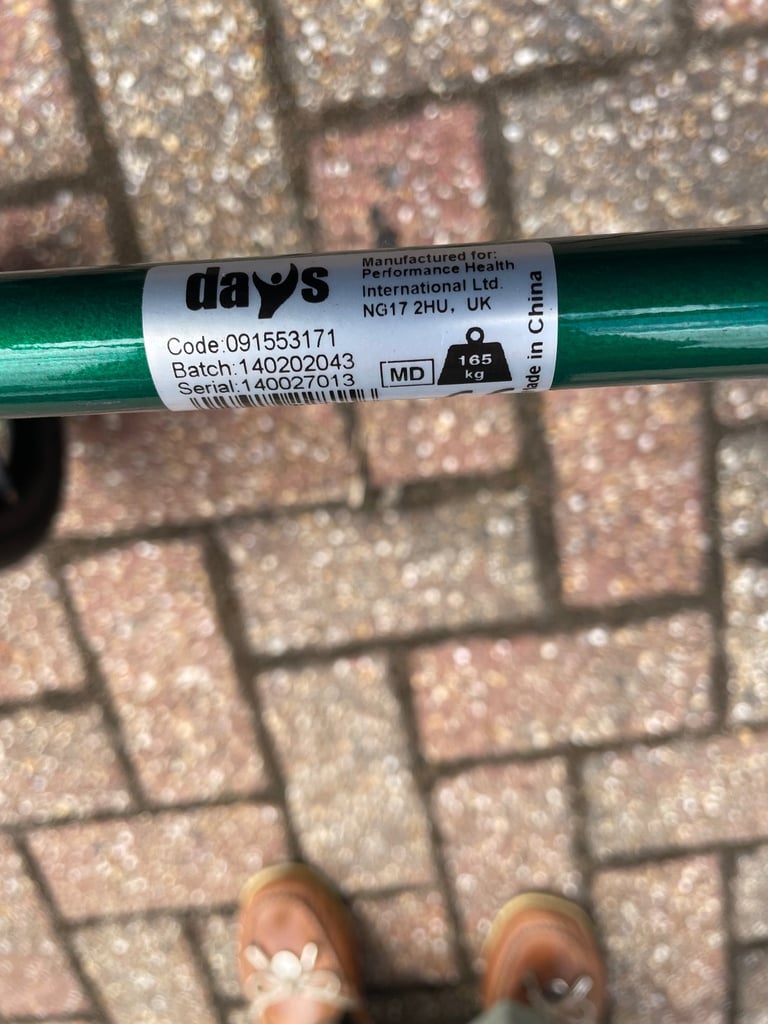 days
Code:091553171
Batch:140202043
Serial:140027013
Manufactured for:
Performance Health
International Ltd.
NG17 2HU, UK
MD
165
kg
in China